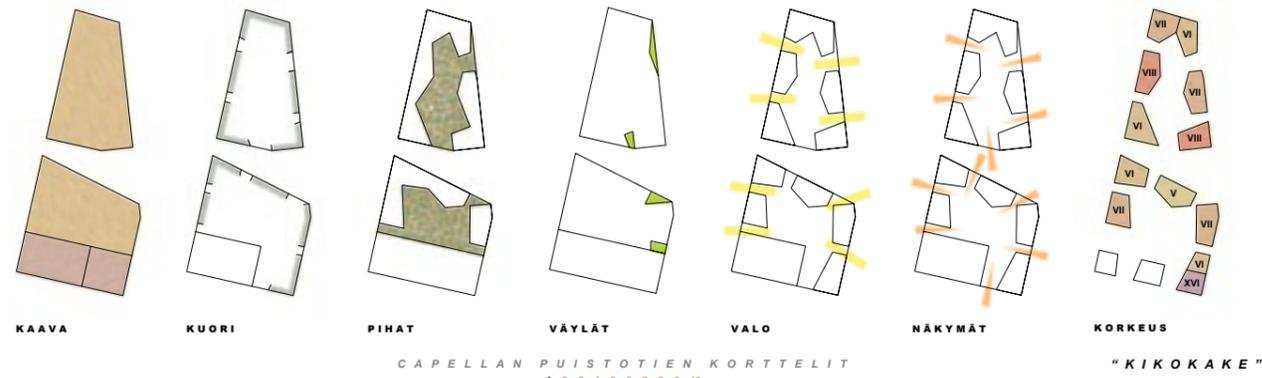 VII
VI
VIII
VII
VI
VIII
VI
V
VII
VII
VI
XVI
KAAVA
KUORI
PIHAT
VÄYLÄT
VALO
NÄKYMÄT
KORKEUS
CAPELLAN PUISTOTIEN KORTTELIT
"KIKOKAKE"